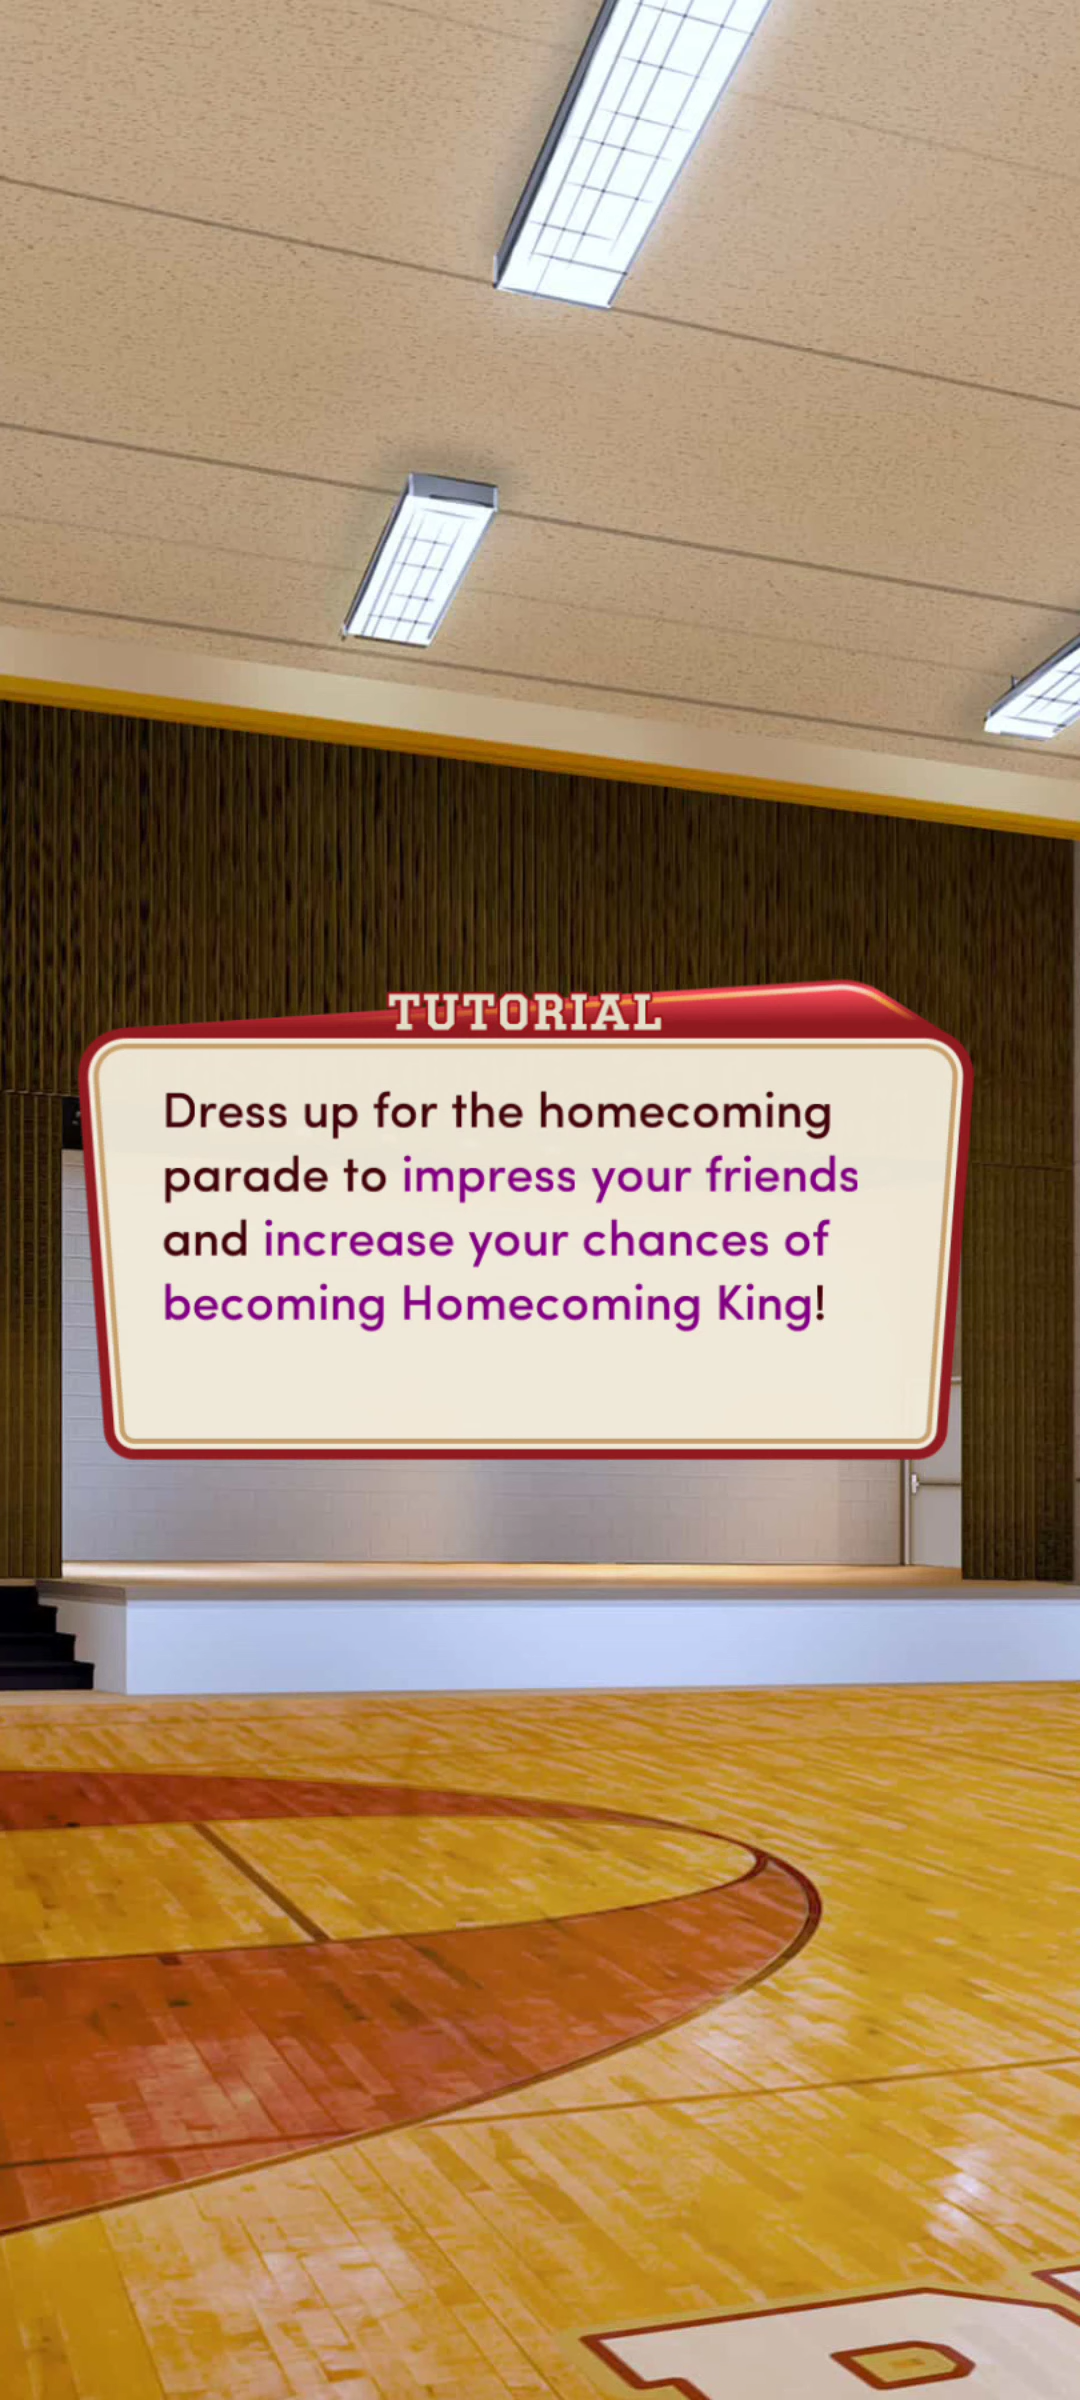 TUTORIAL
Dress up for the homecoming
parade to impress your friends
and increase your chances of
becoming Homecoming King!